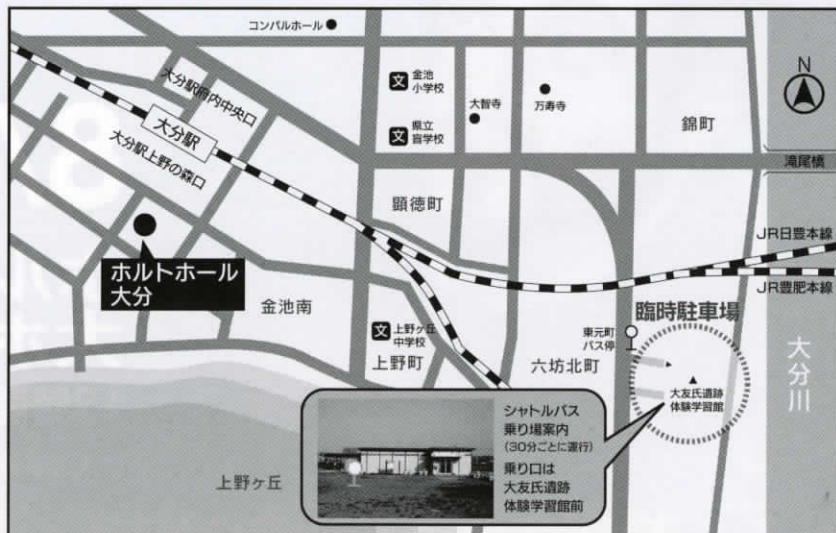 コンパルホール
金池
小学校
大智寺
万寿寺
県立
盲学校
錦町
N
大分駅府内中央口
大分駅
大分駅上野の森口
滝尾橋
顕徳町
JR日豊本線
JR豊肥本線
ホルトホール
大分
金池南
上野ヶ丘
中学校
上野町
臨時駐車場
東元町
バス停
六坊北町
大友氏遺跡
体験学習館
大分川
シャトルバス
乗り場案内
(30分ごとに運行)
乗り口は
大友氏遺跡
体験学習館前
上野ヶ丘
文
文
文